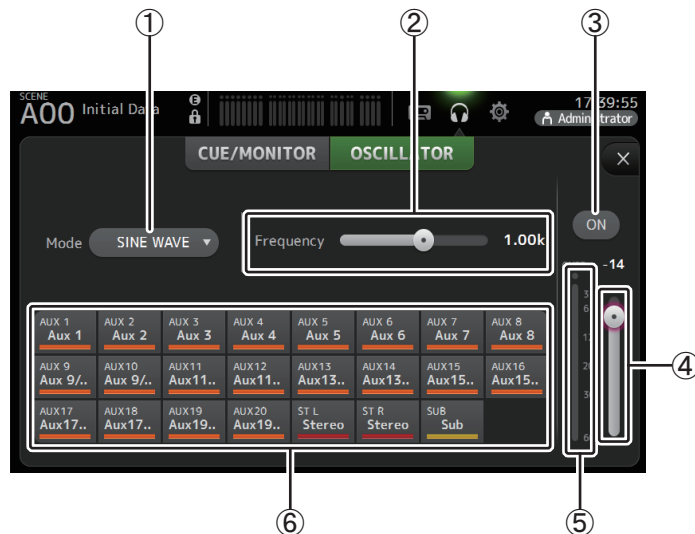 ① ② ③
SCENE
A00 Initial Data
E
17:39:55
Administrator
CUE/MONITOR OSCILLATOR
×
Mode SINE WAVE ▼
Frequency 1.00k
ON
-14
6
④
AUX 1 AUX 2 AUX 3 AUX 4 AUX 5 AUX 6 AUX 7 AUX 8
Aux 1 Aux 2 Aux 3 Aux 4 Aux 5 Aux 6 Aux 7 Aux 8
AUX 9 AUX10 AUX11 AUX12 AUX13 AUX14 AUX15 AUX16
Aux 9/.. Aux 9/.. Aux11.. Aux11.. Aux13.. Aux13.. Aux15.. Aux15..
AUX17 AUX18 AUX19 AUX20 ST L ST R SUB
Aux17.. Aux17.. Aux19.. Aux19.. Stereo Stereo Sub
⑥ ⑤